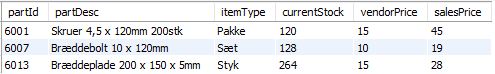 partId partDesc itemType currentStock vendorPrice salesPrice
6001 Skruer 4,5 x 120mm 200stk Pakke 120 15 45
6007 Bræddebolt 10 x 120mm Sæt 128 10 19
6013 Bræddeplade 200 x 150 x 5mm Styk 264 15 28